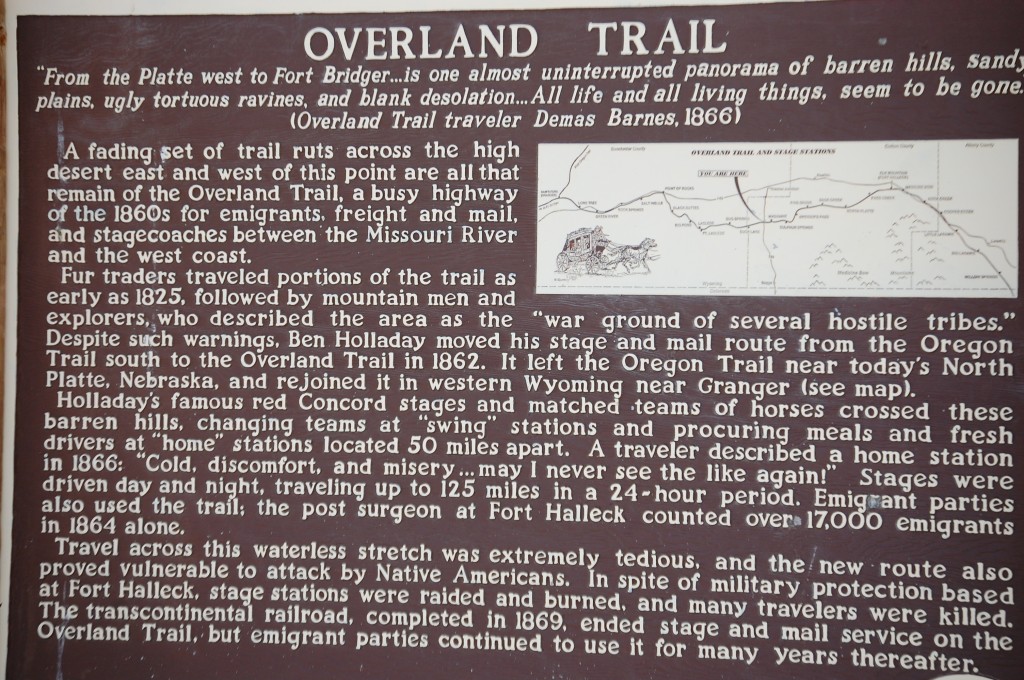 OVERLAND TRAIL
"From the Platte west to Fort Bridger...is one almost uninterrupted panorama of barren hills, sandy
plains, ugly tortuous ravines, and blank desolation...All life and all living things, seem to be gone.
(Overland Trail traveler Demas Barnes, 1866)
A fading set of trail ruts across the high
desert east and west of this point are all that
remain of the Overland Trail, a busy highway
of the 1860s for emigrants, freight and mail,
and stagecoaches between the Missouri River
and the west coast.
Fur traders traveled portions of the trail as
early as 1825, followed by mountain men and
explorers, who described the area as the "war ground of several hostile tribes."
Despite such warnings, Ben Holladay moved his stage and mail route from the Oregon
Trail south to the Overland Trail in 1862. It left the Oregon Trail near today's North
Platte, Nebraska, and rejoined it in western Wyoming near Granger (see map).
Holladay's famous red Concord stages and matched teams of horses crossed these
barren hills, changing teams at "swing" stations and procuring meals and fresh
drivers at "home" stations located 50 miles apart. A traveler described a home station
in 1866: "Cold, discomfort, and misery...may I never see the like again!" Stages were
driven day and night, traveling up to 125 miles in a 24-hour period. Emigrant parties
also used the trail; the post surgeon at Fort Halleck counted over 17,000 emigrants
in 1864 alone.
Travel across this waterless stretch was extremely tedious, and the new route also
proved vulnerable to attack by Native Americans. In spite of military protection based
at Fort Halleck, stage stations were raided and burned, and many travelers were killed.
The transcontinental railroad, completed in 1869, ended stage and mail service on the
Overland Trail, but emigrant parties continued to use it for many years thereafter.
OVERLAND TRAIL AND STAGE STATIONS
YOU ARE HERE
Sweetwater County
Carbon County
Albany County
POINT OF ROCKS
SALT WELLS
Medicine Bow
Mountains